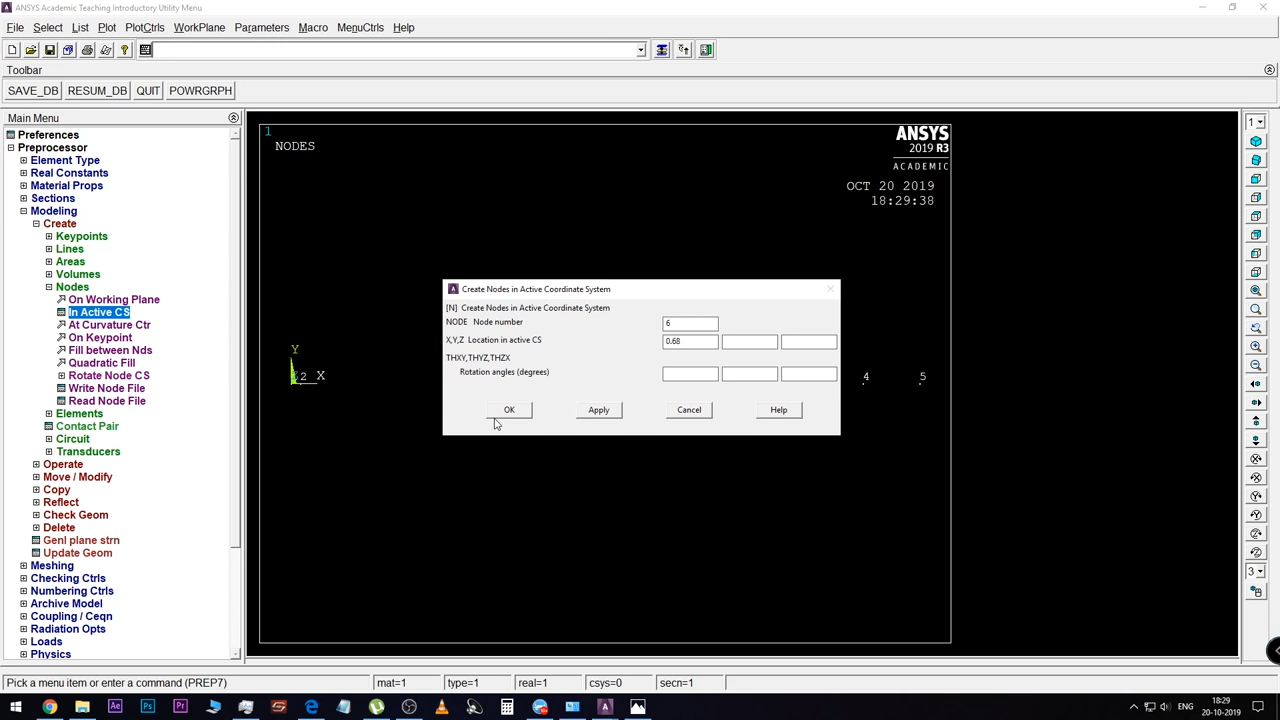 ANSYS Academic Teaching Introductory Utility Menu
File Select List Plot PlotCtrls WorkPlane Parameters Macro MenuCtrls Help
Toolbar
SAVE_DB RESUM_DB QUIT POWRGRPH
Main Menu
Preferences
Preprocessor
Element Type
Real Constants
Material Props
Sections
Modeling
Create
Keypoints
Lines
Areas
Volumes
Nodes
On Working Plane
In Active CS
At Curvature Ctr
On Keypoint
Fill between Nds
Quadratic Fill
Rotate Node CS
Write Node File
Read Node File
Elements
Contact Pair
Circuit
Transducers
Operate
Move / Modify
Copy
Reflect
Check Geom
Delete
Genl plane strn
Update Geom
Meshing
Checking Ctrls
Numbering Ctrls
Archive Model
Coupling / Ceqn
Radiation Opts
Loads
Physics
1
NODES
ANSYS
2019 R3
ACADEMIC
OCT 20 2019
18:29:38
Y
2 X
4 5
Create Nodes in Active Coordinate System
[N] Create Nodes in Active Coordinate System
NODE Node number 6
X,Y,Z Location in active CS 0.68
THXY,THYZ,THZX
Rotation angles (degrees)
OK Apply Cancel Help
1
3
Pick a menu item or enter a command (PREP7) mat=1 type=1 real=1 csys=0 secn=1
Ae Ps Pr
ENG
18:29
20-10-2019